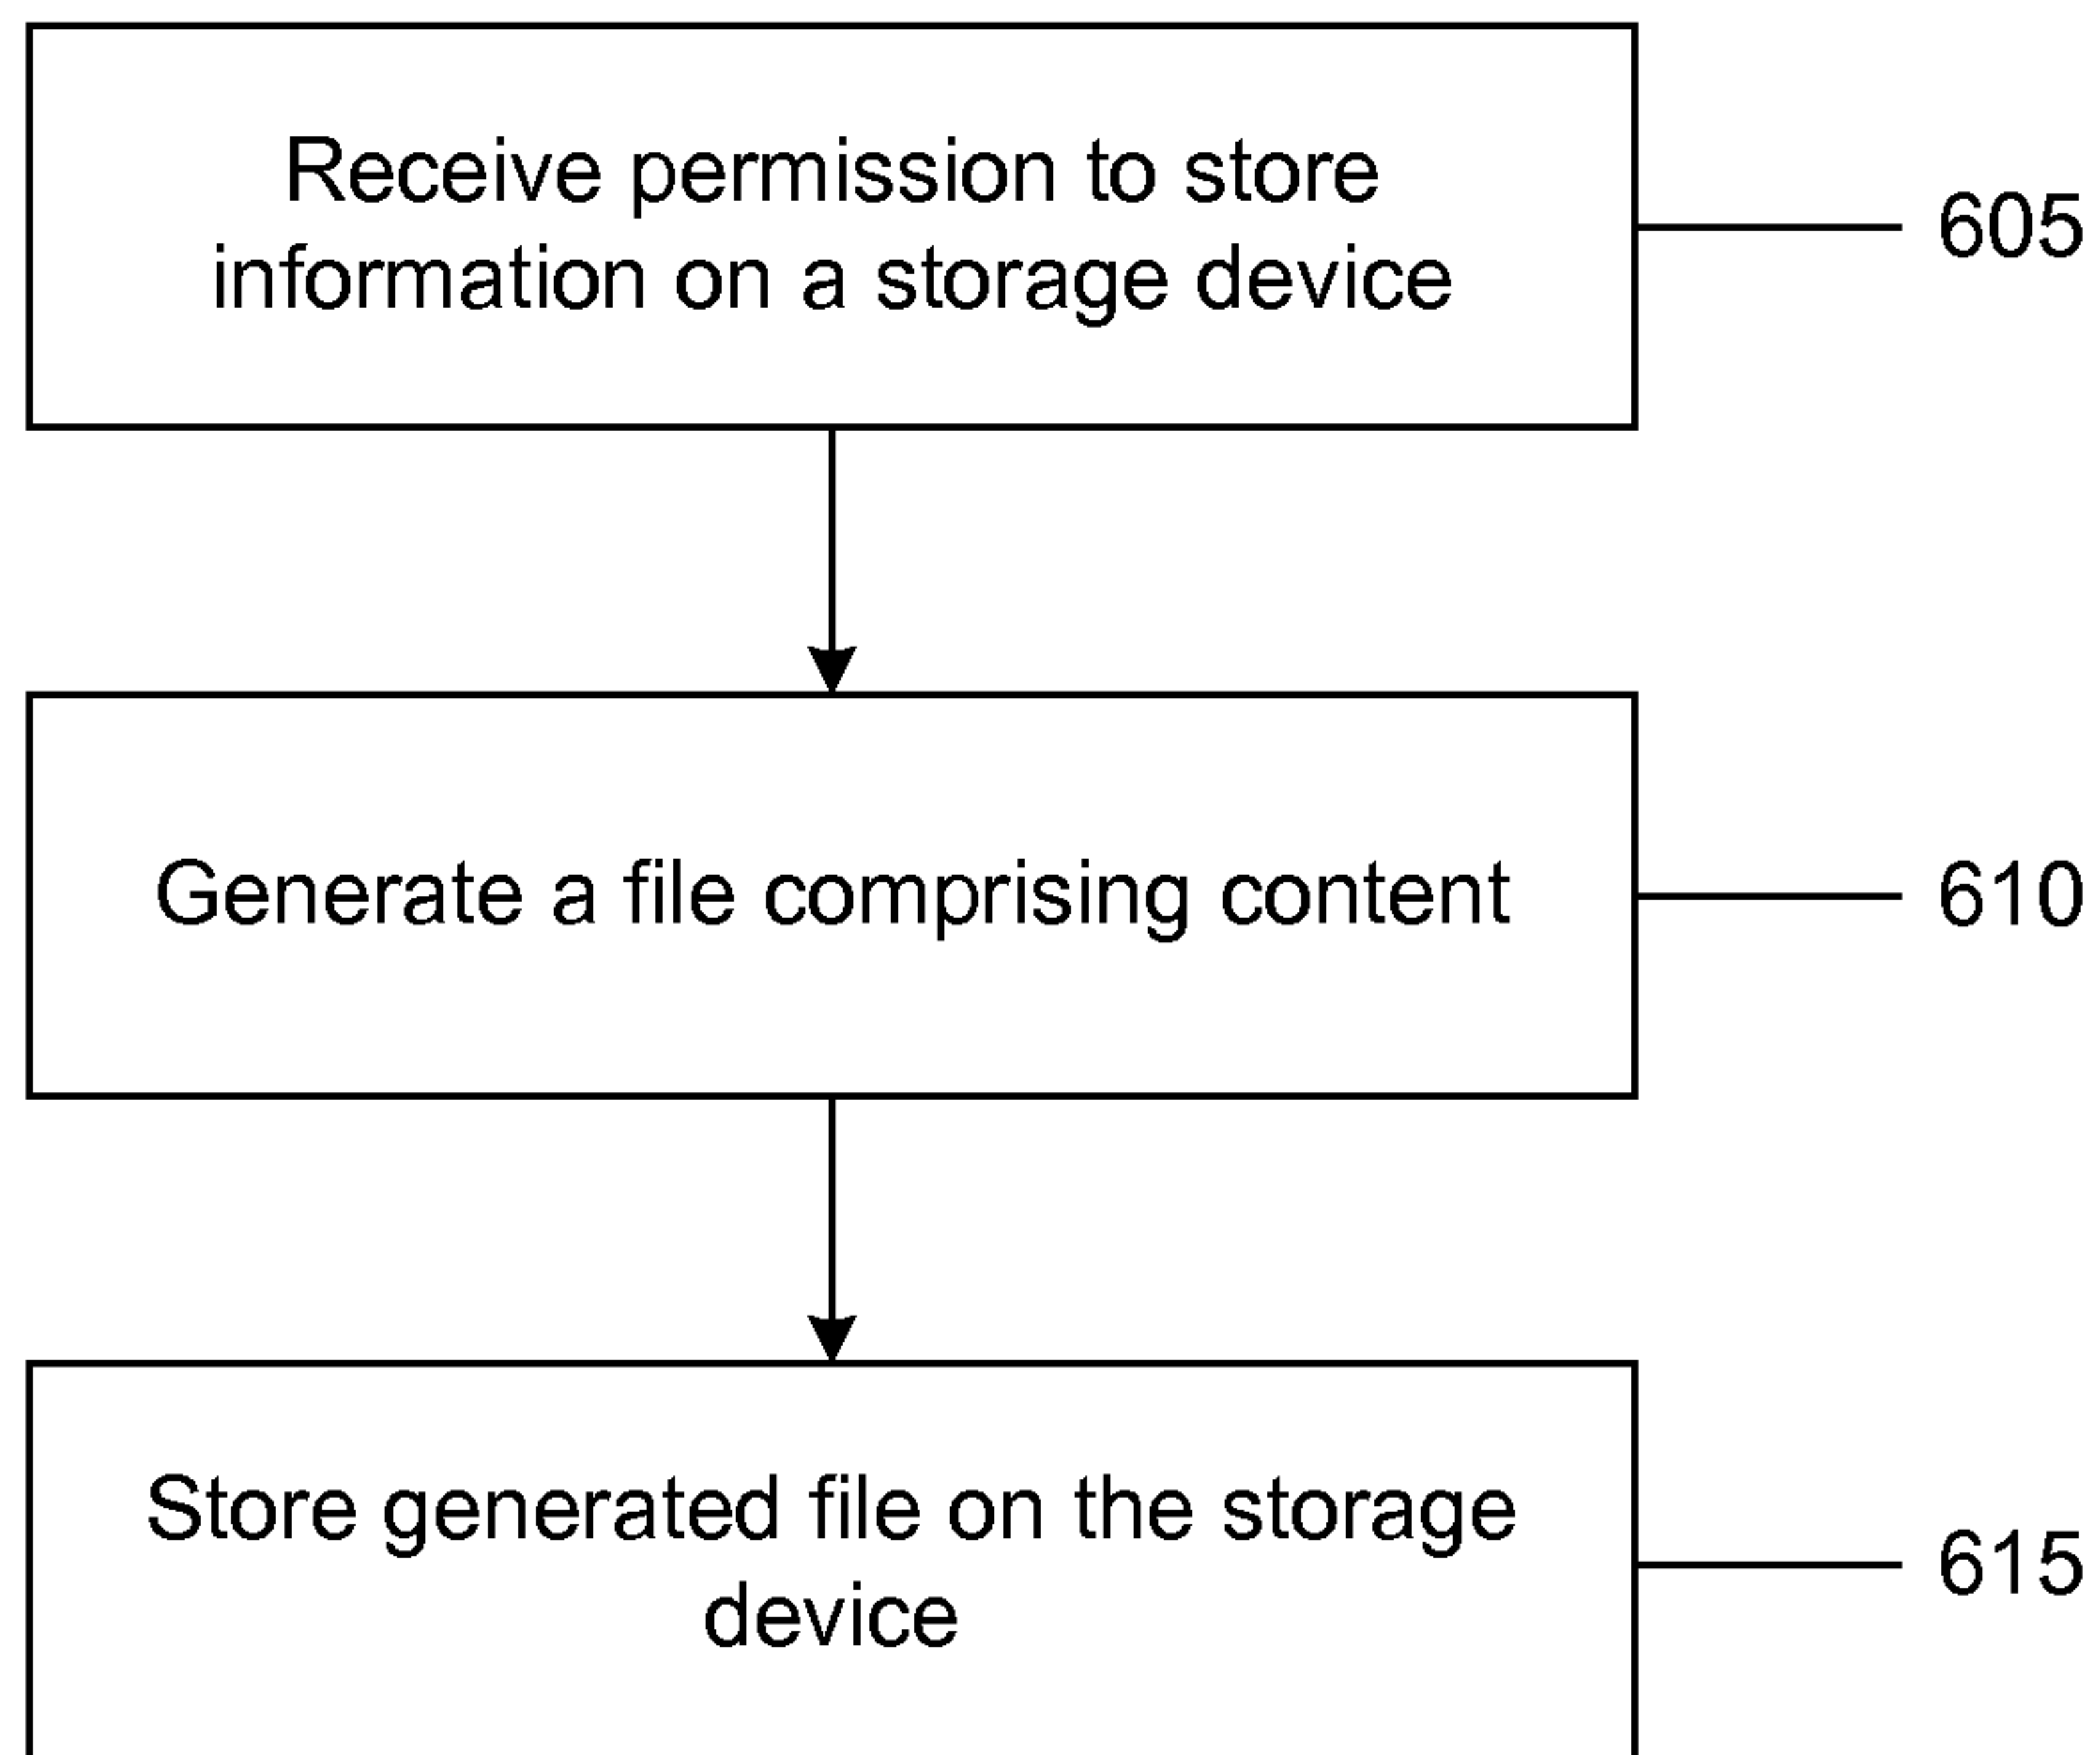 Receive permission to store
information on a storage device
605
Generate a file comprising content
610
Store generated file on the storage
device
615